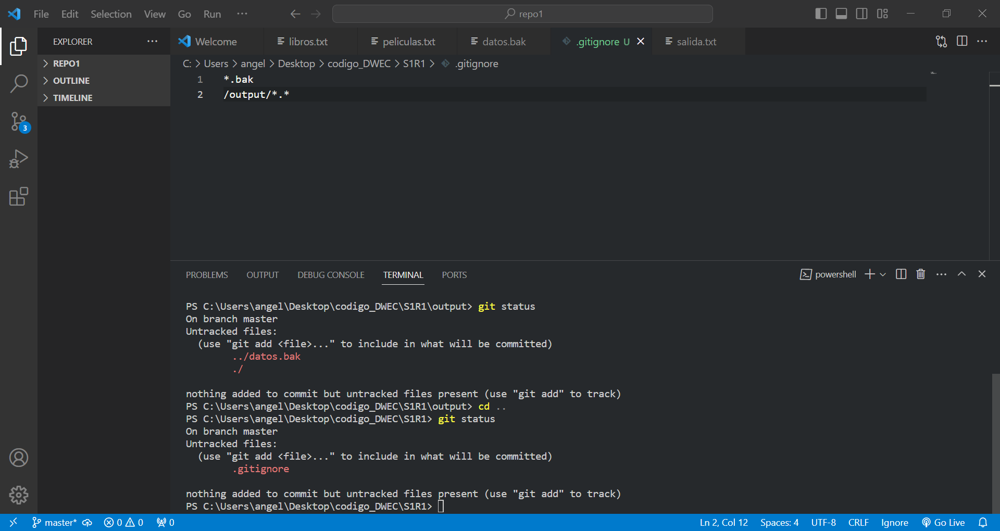 File Edit Selection View Go Run ···
repo1
EXPLORER ···
REPO1
OUTLINE
TIMELINE
3
Welcome libros.txt peliculas.txt datos.bak .gitignore U salida.txt ···
C: > Users > angel > Desktop > codigo_DWEC > S1R1 > .gitignore
1 *.bak
2 /output/*.*
PROBLEMS OUTPUT DEBUG CONSOLE TERMINAL PORTS powershell ···
PS C:\Users\angel\Desktop\codigo_DWEC\S1R1\output> git status
On branch master
Untracked files:
  (use "git add <file>..." to include in what will be committed)
        ../datos.bak
        ./
nothing added to commit but untracked files present (use "git add" to track)
PS C:\Users\angel\Desktop\codigo_DWEC\S1R1\output> cd ..
PS C:\Users\angel\Desktop\codigo_DWEC\S1R1> git status
On branch master
Untracked files:
  (use "git add <file>..." to include in what will be committed)
        .gitignore
nothing added to commit but untracked files present (use "git add" to track)
PS C:\Users\angel\Desktop\codigo_DWEC\S1R1>
master* 0 0 0 Ln 2, Col 12 Spaces: 4 UTF-8 CRLF Ignore Go Live